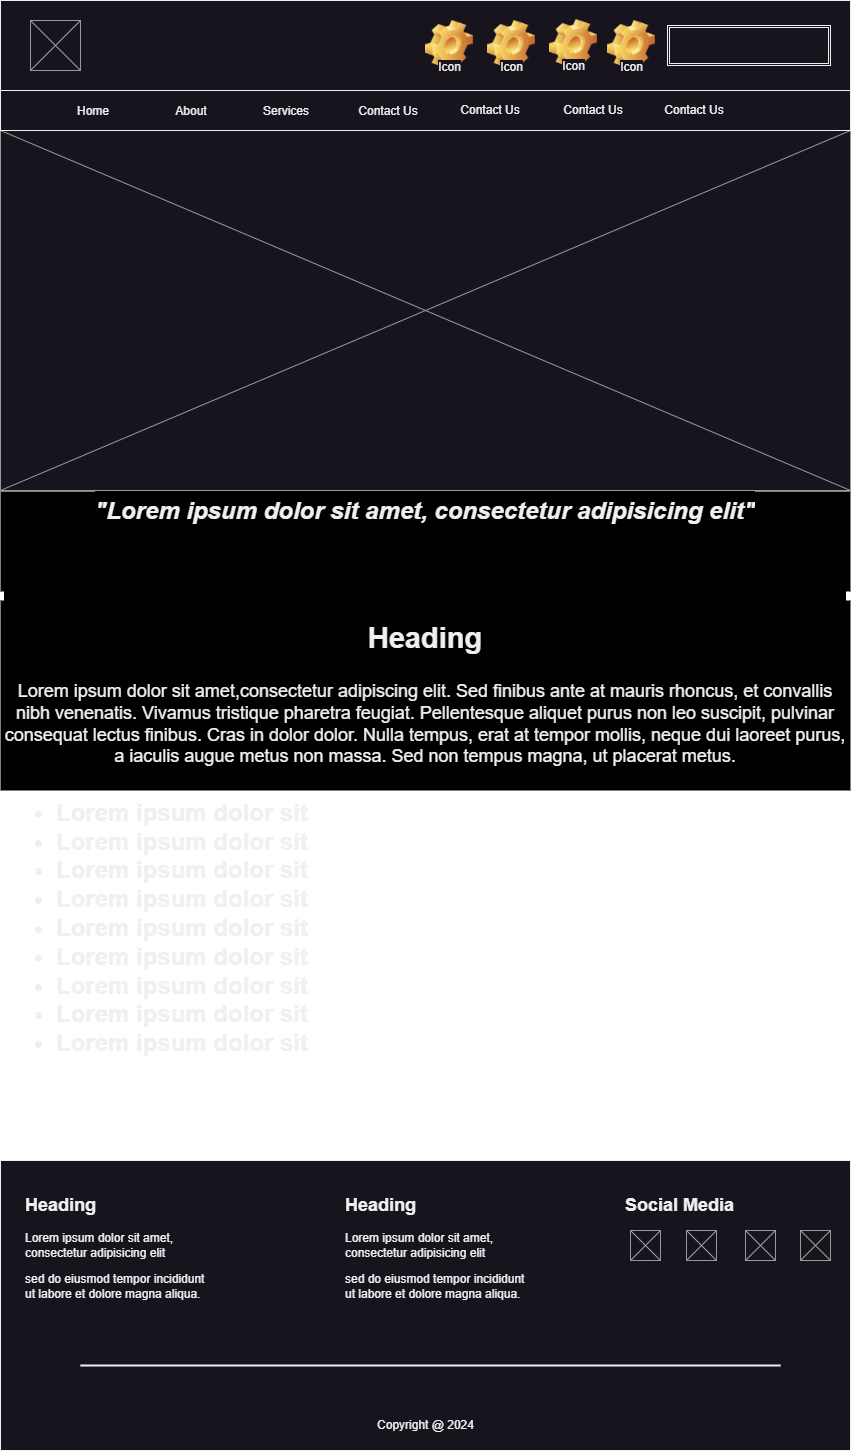 Icon Icon Icon Icon
Home About Services Contact Us Contact Us Contact Us Contact Us
"Lorem ipsum dolor sit amet, consectetur adipisicing elit"
Heading
Lorem ipsum dolor sit amet,consectetur adipiscing elit. Sed finibus ante at mauris rhoncus, et convallis
nibh venenatis. Vivamus tristique pharetra feugiat. Pellentesque aliquet purus non leo suscipit, pulvinar
consequat lectus finibus. Cras in dolor dolor. Nulla tempus, erat at tempor mollis, neque dui laoreet purus,
a iaculis augue metus non massa. Sed non tempus magna, ut placerat metus.
• Lorem ipsum dolor sit
• Lorem ipsum dolor sit
• Lorem ipsum dolor sit
• Lorem ipsum dolor sit
• Lorem ipsum dolor sit
• Lorem ipsum dolor sit
• Lorem ipsum dolor sit
• Lorem ipsum dolor sit
• Lorem ipsum dolor sit
Heading
Lorem ipsum dolor sit amet,
consectetur adipisicing elit
sed do eiusmod tempor incididunt
ut labore et dolore magna aliqua.
Heading
Lorem ipsum dolor sit amet,
consectetur adipisicing elit
sed do eiusmod tempor incididunt
ut labore et dolore magna aliqua.
Social Media
Copyright @ 2024